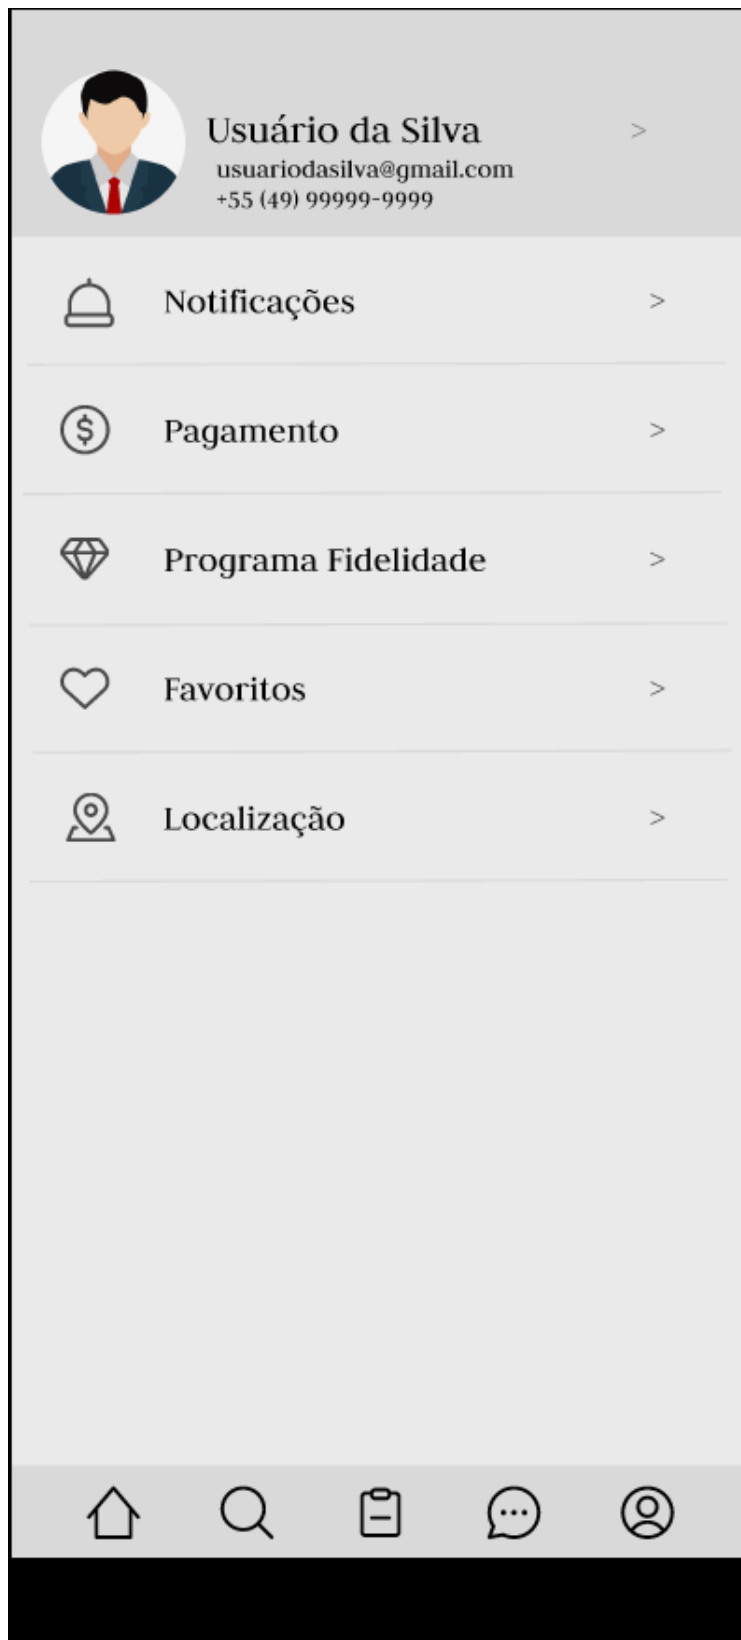 Usuário da Silva >
usuariodasilva@gmail.com
+55 (49) 99999-9999
Notificações >
Pagamento >
Programa Fidelidade >
Favoritos >
Localização >